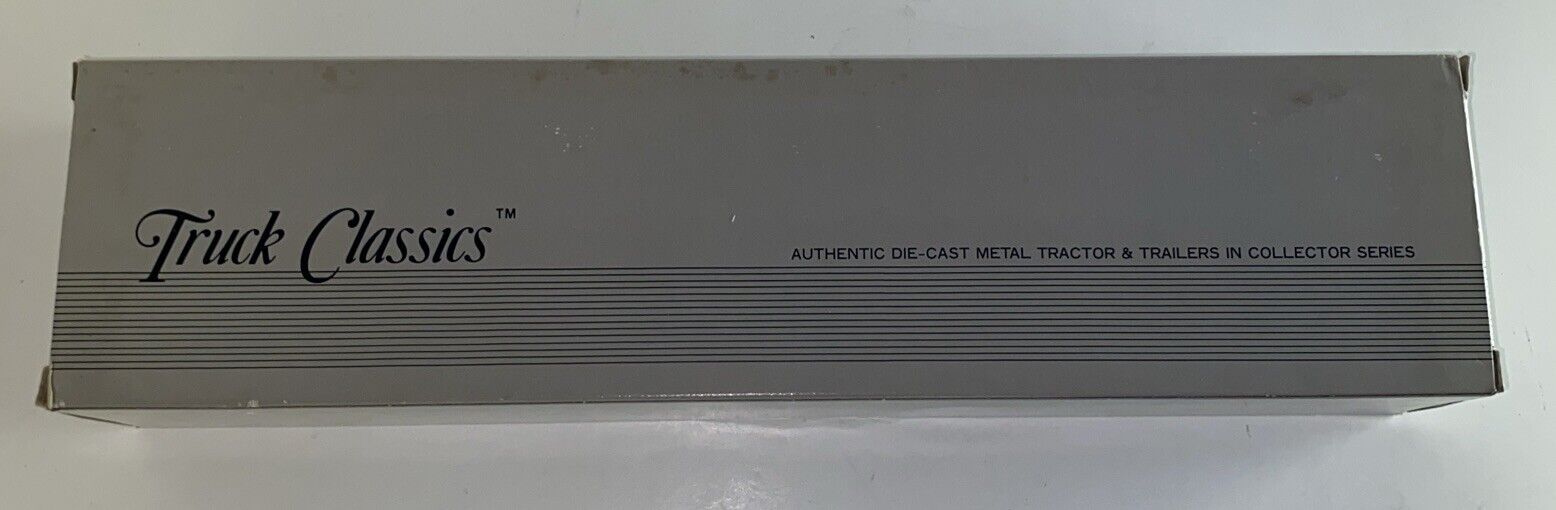 Truck Classics™
AUTHENTIC DIE-CAST METAL TRACTOR & TRAILERS IN COLLECTOR SERIES